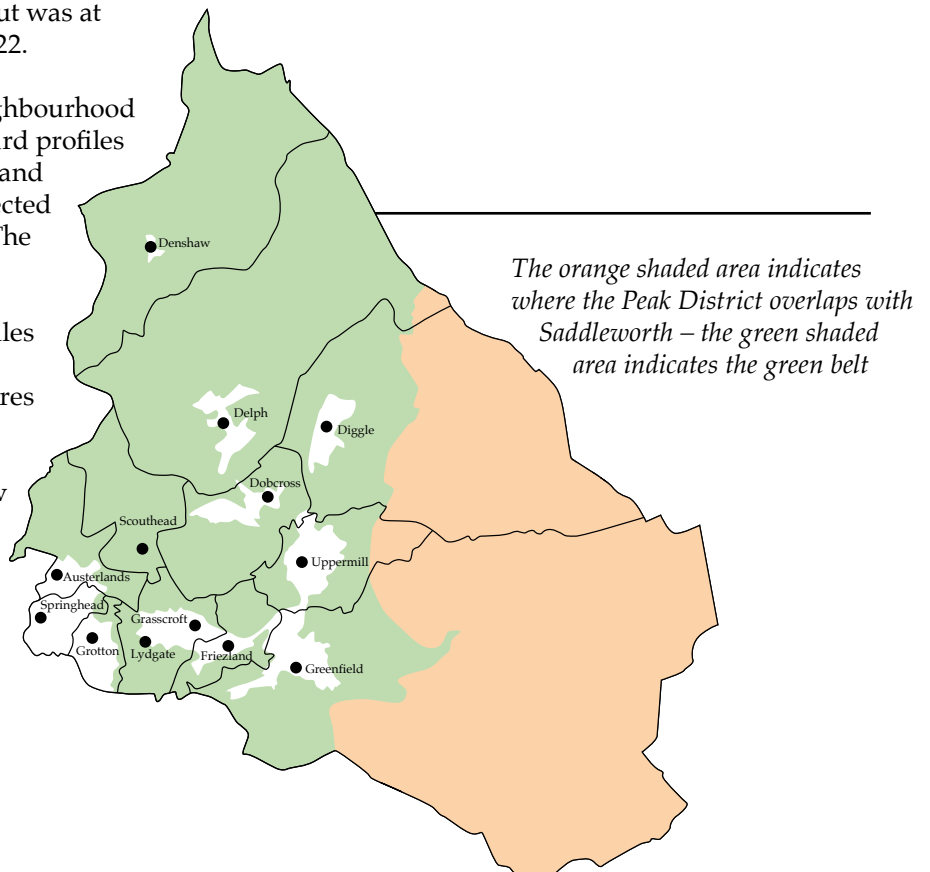 ut was at
22.
ghbourhood
rd profiles
and
ected
The
les
res
Denshaw
The orange shaded area indicates
where the Peak District overlaps with
Saddleworth – the green shaded
area indicates the green belt
Delph
Diggle
Dobcross
Scouthead
Uppermill
Austerlands
Springhead
Grasscroft
Grotton
Lydgate
Friezland
Greenfield